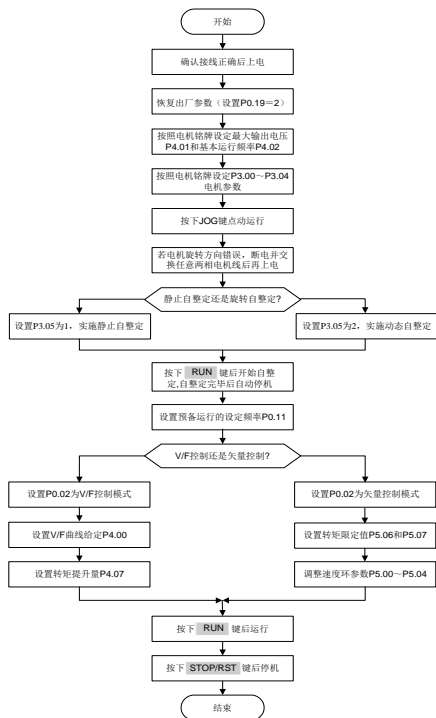 开始
确认接线正确后上电
恢复出厂参数（设置P0.19＝2）
按照电机铭牌设定最大输出电压
P4.01和基本运行频率P4.02
按照电机铭牌设定P3.00～P3.04
电机参数
按下JOG键点动运行
若电机旋转方向错误，断电并交
换任意两相电机线后再上电
静止自整定还是旋转自整定?
设置P3.05为1，实施静止自整定
设置P3.05为2，实施动态自整定
按下 RUN 键后开始自整
定,自整定完毕后自动停机
设置预备运行的设定频率P0.11
V/F控制还是矢量控制?
设置P0.02为V/F控制模式
设置P0.02为矢量控制模式
设置V/F曲线给定P4.00
设置转矩限定值P5.06和P5.07
设置转矩提升量P4.07
调整速度环参数P5.00～P5.04
按下 RUN 键后运行
按下 STOP/RST 键后停机
结束